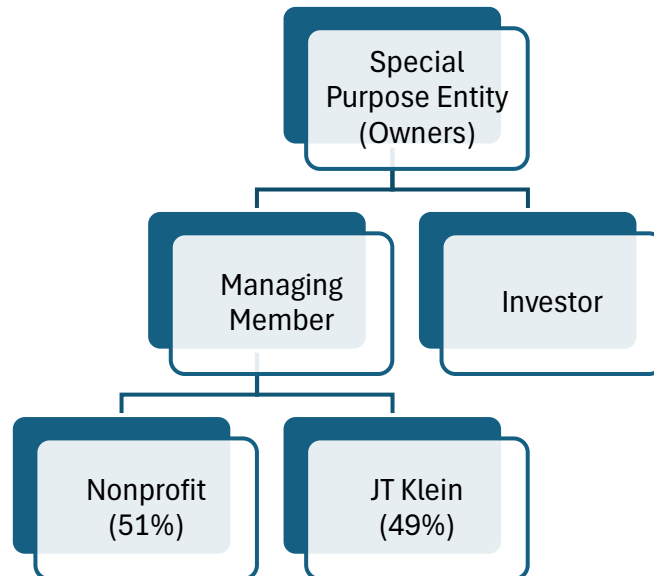 Special
Purpose Entity
(Owners)
Managing
Member
Investor
Nonprofit
(51%)
JT Klein
(49%)